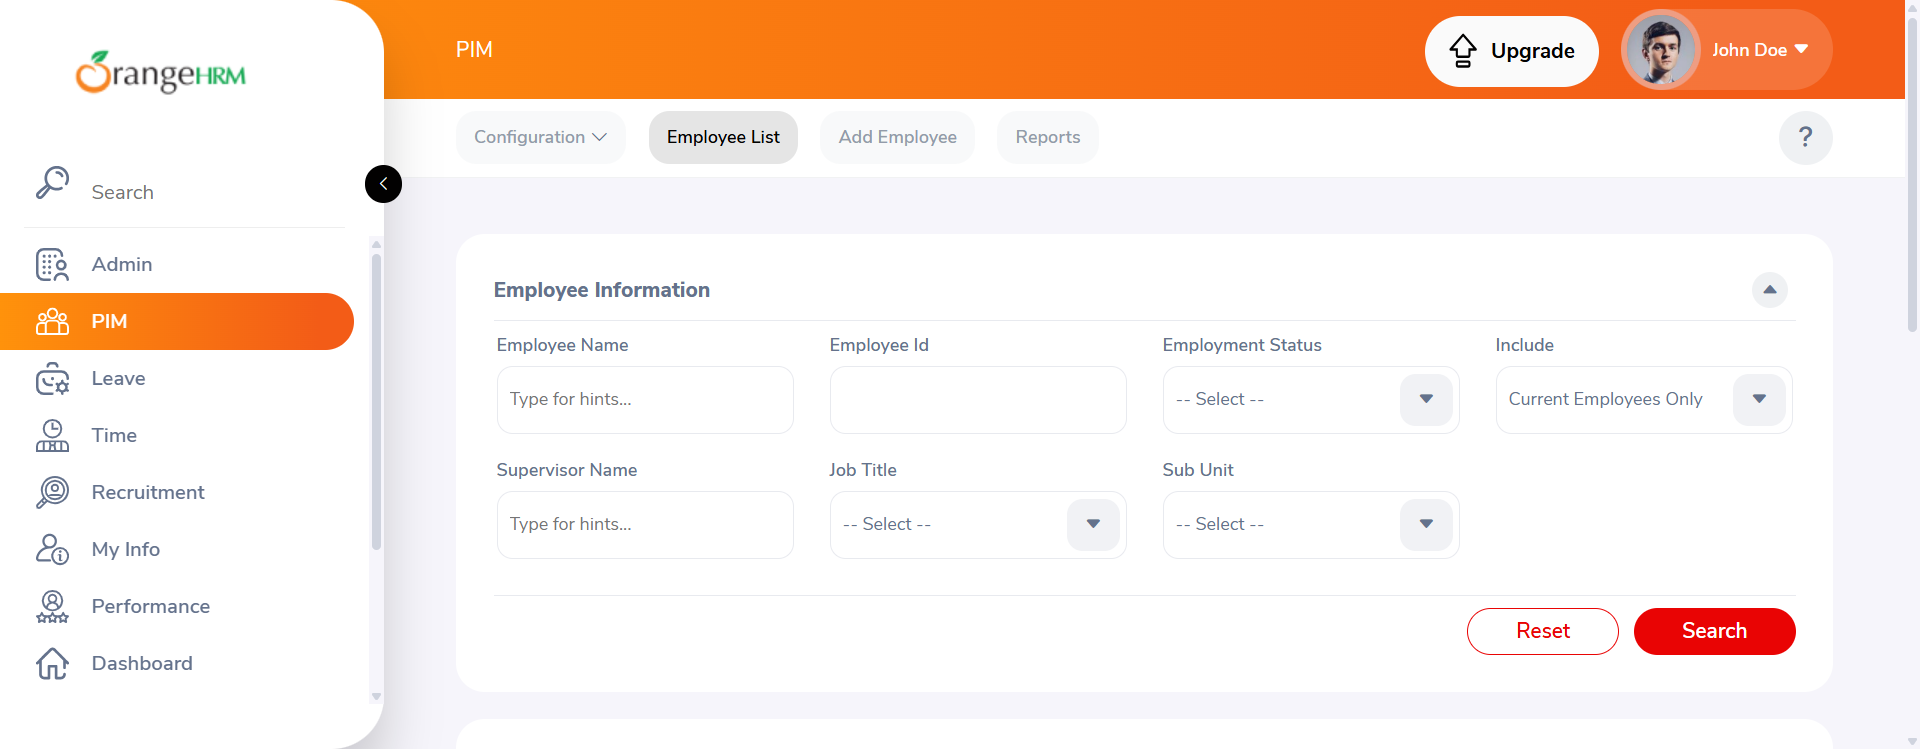 OrangeHRM
PIM
Upgrade
John Doe
Search
Configuration
Employee List
Add Employee
Reports
?
Admin
PIM
Leave
Time
Recruitment
My Info
Performance
Dashboard
Employee Information
Employee Name
Employee Id
Employment Status
Include
Type for hints...
-- Select --
Current Employees Only
Supervisor Name
Job Title
Sub Unit
Type for hints...
-- Select --
-- Select --
Reset
Search